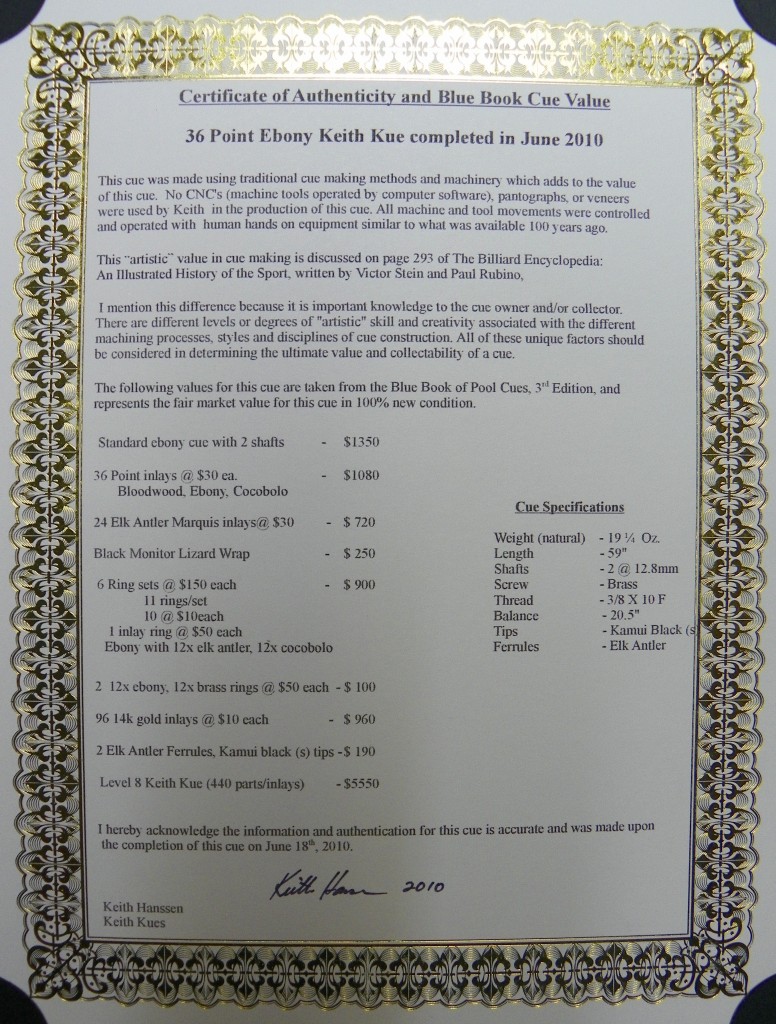 Certificate of Authenticity and Blue Book Cue Value
36 Point Ebony Keith Kue completed in June 2010
This cue was made using traditional cue making methods and machinery which adds to the value
of this cue. No CNC's (machine tools operated by computer software), pantographs, or veneers
were used by Keith in the production of this cue. All machine and tool movements were controlled
and operated with human hands on equipment similar to what was available 100 years ago.
This "artistic" value in cue making is discussed on page 293 of The Billiard Encyclopedia:
An Illustrated History of the Sport, written by Victor Stein and Paul Rubino,
I mention this difference because it is important knowledge to the cue owner and/or collector.
There are different levels or degrees of "artistic" skill and creativity associated with the different
machining processes, styles and disciplines of cue construction. All of these unique factors should
be considered in determining the ultimate value and collectability of a cue.
The following values for this cue are taken from the Blue Book of Pool Cues, 3rd Edition, and
represents the fair market value for this cue in 100% new condition.
Standard ebony cue with 2 shafts - $1350
36 Point inlays @ $30 ea. - $1080
Bloodwood, Ebony, Cocobolo
24 Elk Antler Marquis inlays@ $30 - $ 720
Black Monitor Lizard Wrap - $ 250
6 Ring sets @ $150 each - $ 900
11 rings/set
10 @ $10each
1 inlay ring @ $50 each
Ebony with 12x elk antler, 12x cocobolo
2 12x ebony, 12x brass rings @ $50 each - $ 100
96 14k gold inlays @ $10 each - $ 960
2 Elk Antler Ferrules, Kamui black (s) tips -$ 190
Level 8 Keith Kue (440 parts/inlays) - $5550
Cue Specifications
Weight (natural) - 19 ¼ Oz.
Length - 59"
Shafts - 2 @ 12.8mm
Screw - Brass
Thread - 3/8 X 10 F
Balance - 20.5"
Tips - Kamui Black (s
Ferrules - Elk Antler
I hereby acknowledge the information and authentication for this cue is accurate and was made upon
the completion of this cue on June 18th, 2010.
Keith Hans 2010
Keith Hanssen
Keith Kues